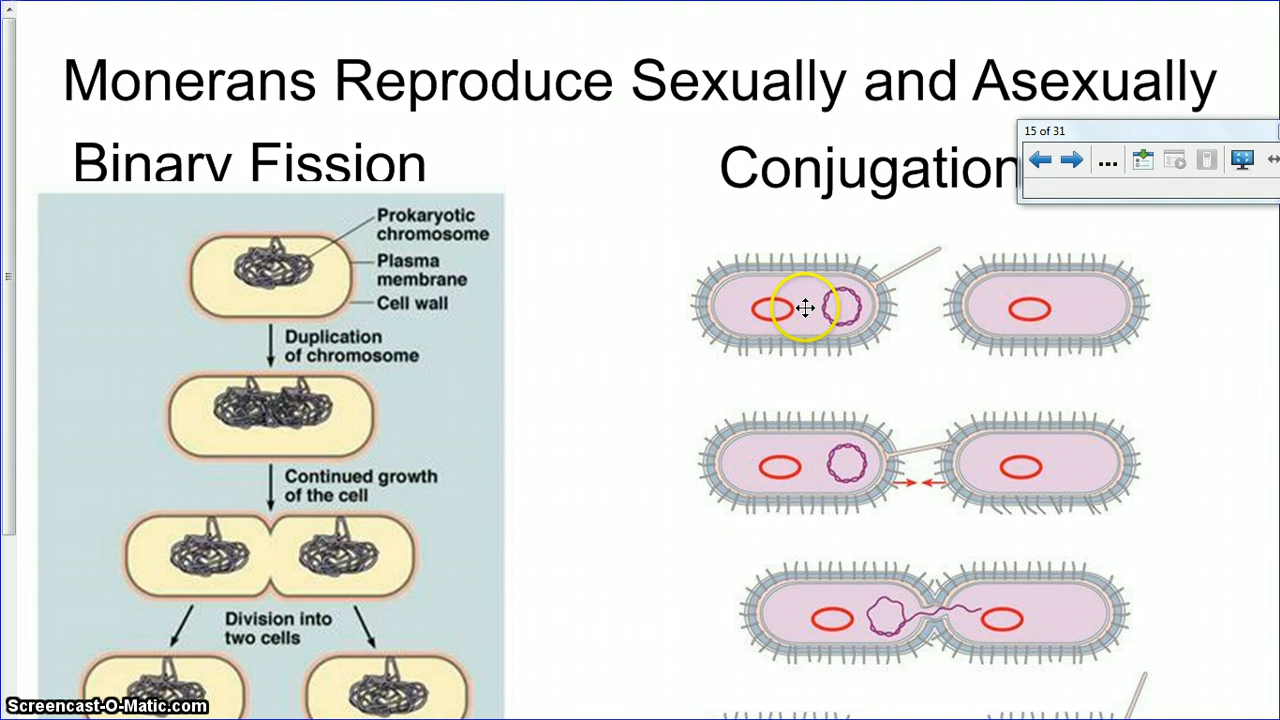 Monerans Reproduce Sexually and Asexually
Binary Fission
Conjugation
15 of 31
...
Prokaryotic
chromosome
Plasma
membrane
Cell wall
Duplication
of chromosome
Continued growth
of the cell
Division into
two cells
Screencast-O-Matic.com